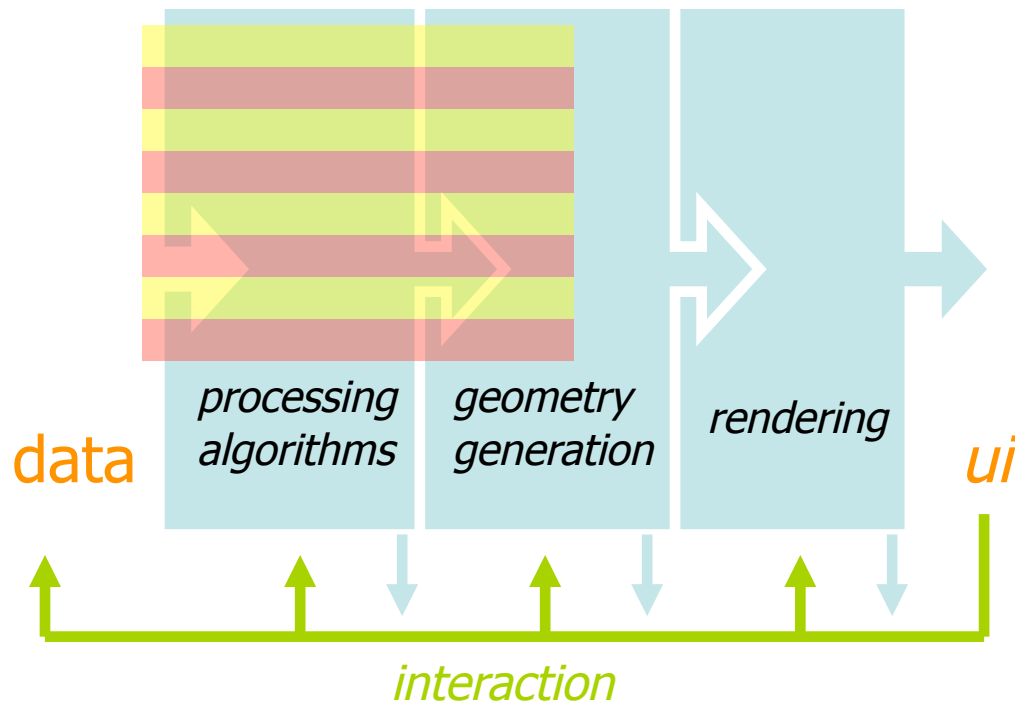 processing
algorithms
geometry
generation
rendering
data
ui
interaction